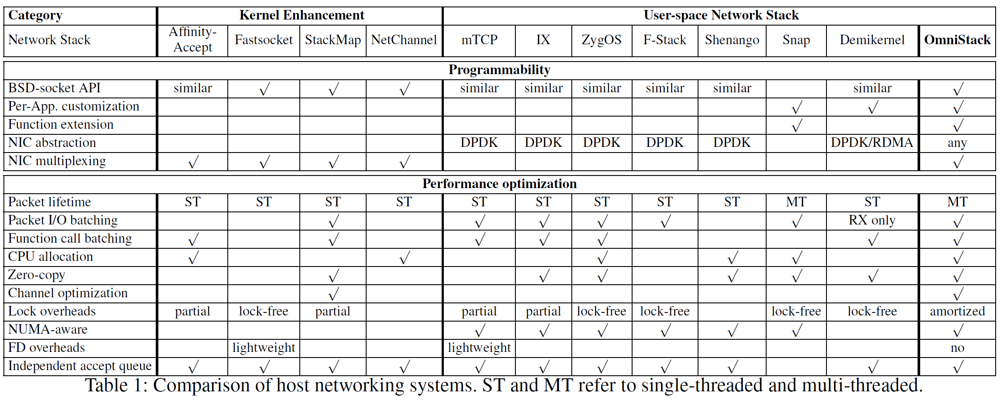 Category Kernel Enhancement User-space Network Stack
Network Stack Affinity-Accept Fastsocket StackMap NetChannel mTCP IX ZygOS F-Stack Shenango Snap Demikernel OmniStack
Programmability
BSD-socket API similar √ √ √ similar similar similar similar similar similar √
Per-App. customization √ √ √
Function extension √ √
NIC abstraction DPDK DPDK DPDK DPDK DPDK DPDK/RDMA any
NIC multiplexing √ √ √ √ √
Performance optimization
Packet lifetime ST ST ST ST ST ST ST ST ST MT ST MT
Packet I/O batching √ √ √ √ √ √ RX only √
Function call batching √ √ √ √ √ √ √
CPU allocation √ √ √ √ √ √
Zero-copy √ √ √ √ √ √ √
Channel optimization √ √
Lock overheads partial lock-free partial partial partial lock-free lock-free lock-free lock-free amortized
NUMA-aware √ √ √ √ √ √ √
FD overheads lightweight lightweight no
Independent accept queue √ √ √ √ √ √ √ √ √ √ √
Table 1: Comparison of host networking systems. ST and MT refer to single-threaded and multi-threaded.